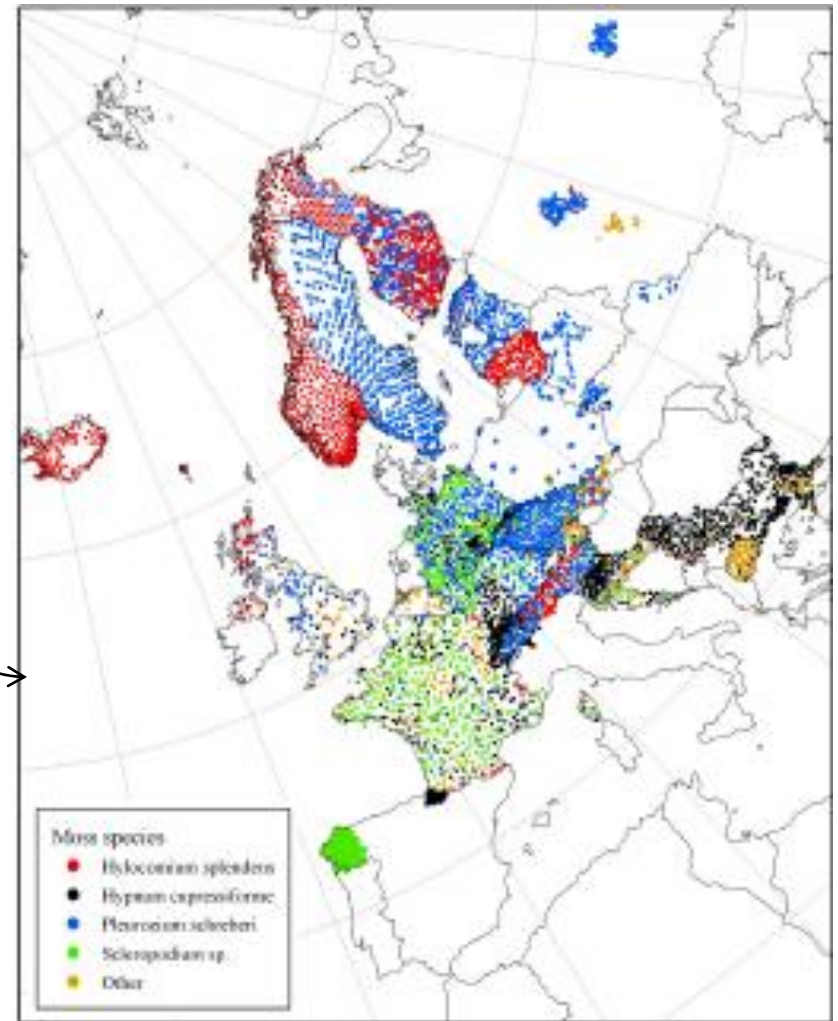 Moss species
Hylocomium splendens
Hypnum cupressiforme
Pleurozium schreberi
Scleropodium sp.
Other